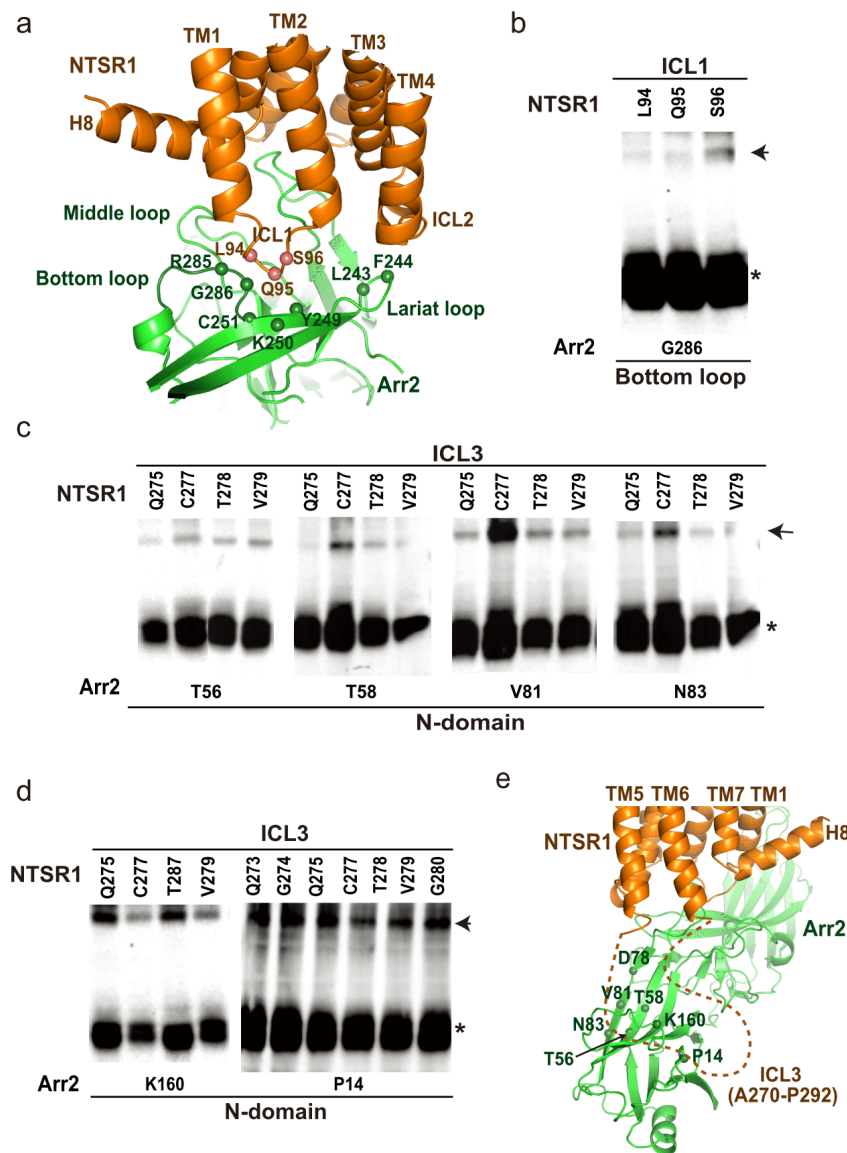 a
TM2
TM1
TM3
NTSR1
TM4
H8
Middle loop
ICL1
ICL2
L94
R285
S96
F244
Bottom loop
Q95
L243
G286
Lariat loop
C251
Y249
K250
Arr2
b
ICL1
NTSR1
L94
Q95
S96
*
Arr2
G286
Bottom loop
c
ICL3
NTSR1
Q275
C277
T278
V279
Q275
C277
T278
V279
Q275
C277
T278
V279
Q275
C277
T278
V279
*
Arr2
T56
T58
V81
N83
N-domain
d
ICL3
NTSR1
Q275
C277
T287
V279
Q273
G274
Q275
C277
T278
V279
G280
*
Arr2
K160
P14
N-domain
e
TM5 TM6 TM7 TM1
NTSR1
H8
Arr2
D78
V81 T58
N83
K160
T56
P14
ICL3
(A270-P292)